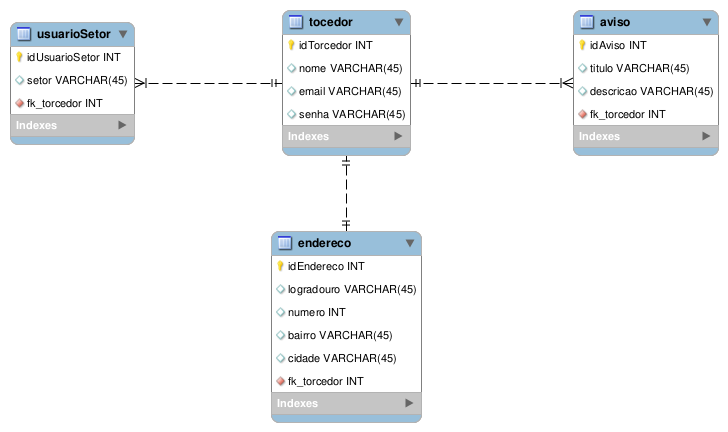 usuarioSetor
idUsuarioSetor INT
setor VARCHAR(45)
fk_torcedor INT
Indexes
tocedor
idTorcedor INT
nome VARCHAR(45)
email VARCHAR(45)
senha VARCHAR(45)
Indexes
aviso
idAviso INT
titulo VARCHAR(45)
descricao VARCHAR(45)
fk_torcedor INT
Indexes
endereco
idEndereco INT
logradouro VARCHAR(45)
numero INT
bairro VARCHAR(45)
cidade VARCHAR(45)
fk_torcedor INT
Indexes